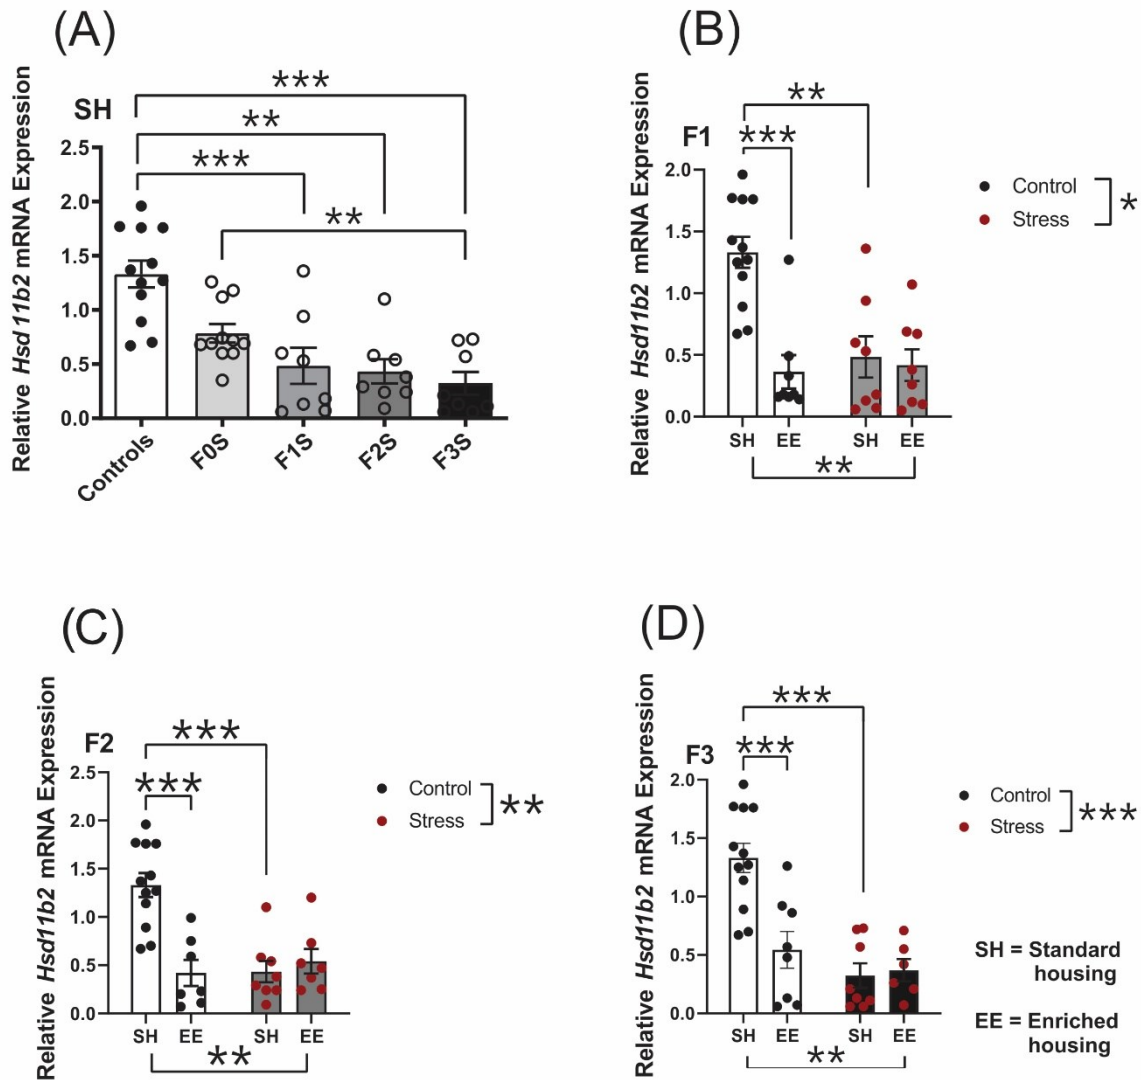 (A)
SH
Relative Hsd11b2 mRNA Expression
***
**
***
**
2.5
2.0
1.5
1.0
0.5
0.0
Controls
F0S
F1S
F2S
F3S
(B)
F1
Relative Hsd11b2 mRNA Expression
**
***
2.0
1.5
1.0
0.5
0.0
SH EE SH EE
**
Control
Stress
*
(C)
F2
Relative Hsd11b2 mRNA Expression
***
***
2.5
2.0
1.5
1.0
0.5
0.0
SH EE SH EE
**
Control
Stress
**
(D)
F3
Relative Hsd11b2 mRNA Expression
***
***
2.0
1.5
1.0
0.5
0.0
SH EE SH EE
**
Control
Stress
***
SH = Standard
housing
EE = Enriched
housing